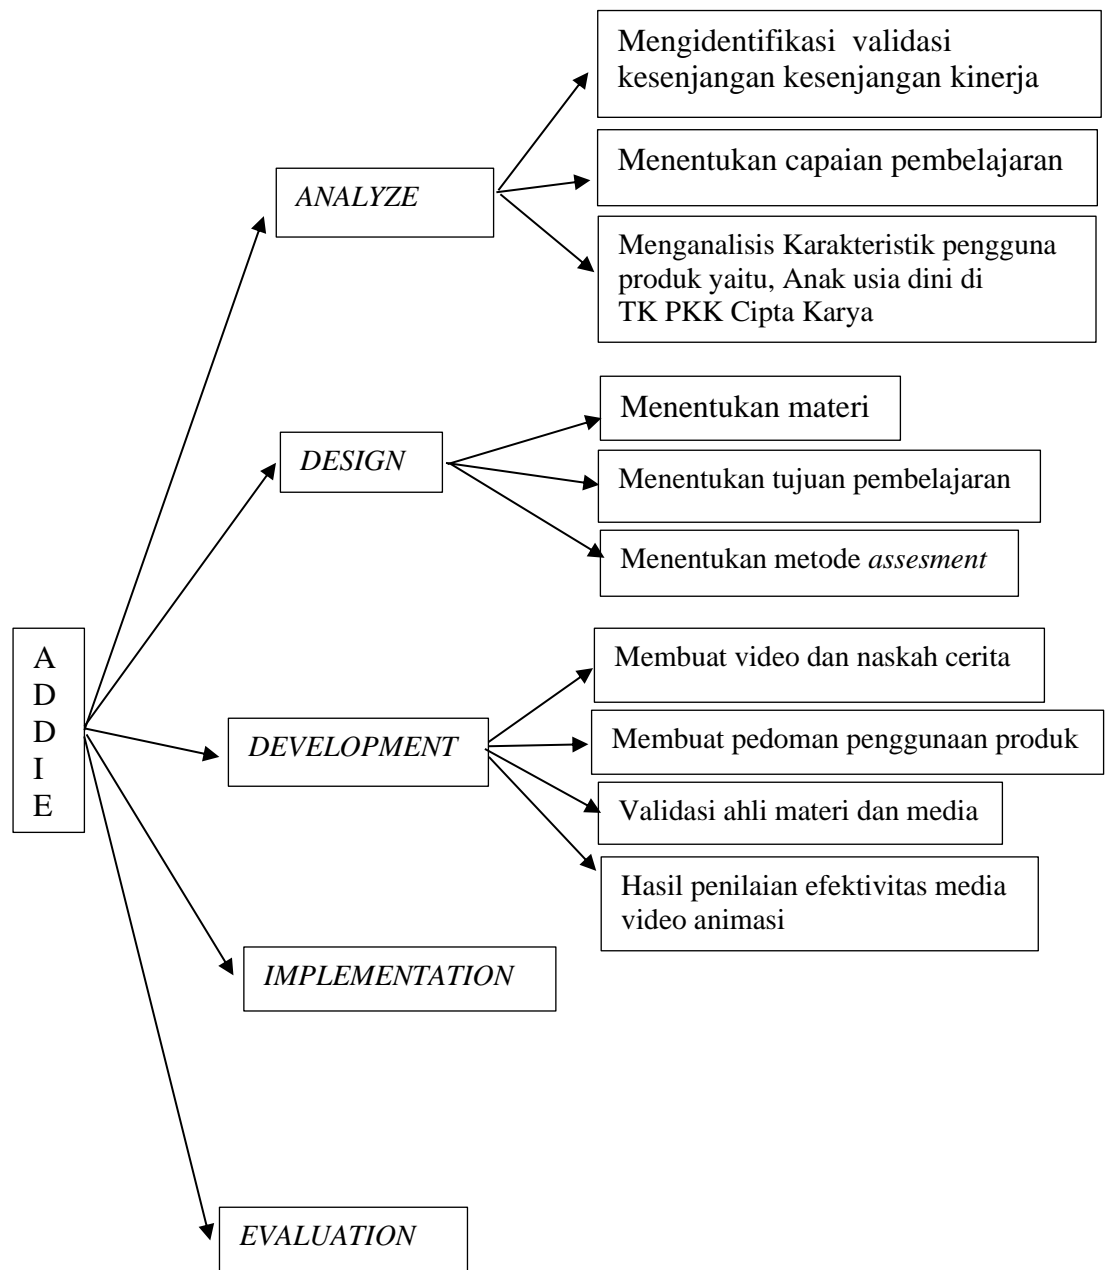 Mengidentifikasi validasi
kesenjangan kesenjangan kinerja
Menentukan capaian pembelajaran
ANALYZE
Menganalisis Karakteristik pengguna
produk yaitu, Anak usia dini di
TK PKK Cipta Karya
Menentukan materi
DESIGN
Menentukan tujuan pembelajaran
Menentukan metode assesment
A
D
D
I
E
Membuat video dan naskah cerita
DEVELOPMENT
Membuat pedoman penggunaan produk
Validasi ahli materi dan media
Hasil penilaian efektivitas media
video animasi
IMPLEMENTATION
EVALUATION